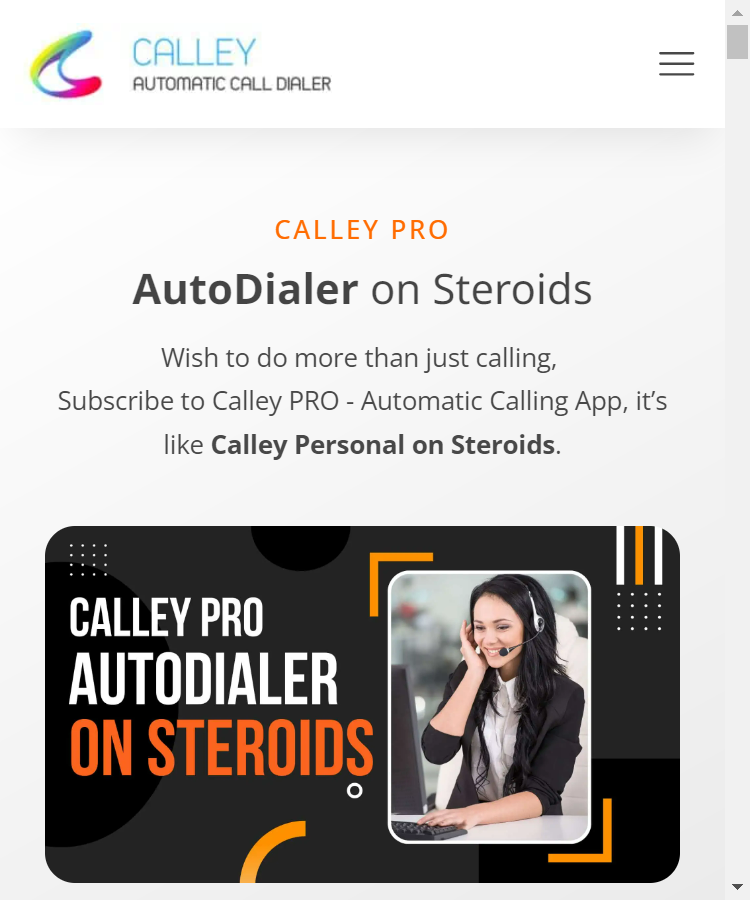 CALLEY
AUTOMATIC CALL DIALER
CALLEY PRO
AutoDialer on Steroids
Wish to do more than just calling,
Subscribe to Calley PRO - Automatic Calling App, it’s
like Calley Personal on Steroids.
CALLEY PRO
AUTODIALER
ON STEROIDS